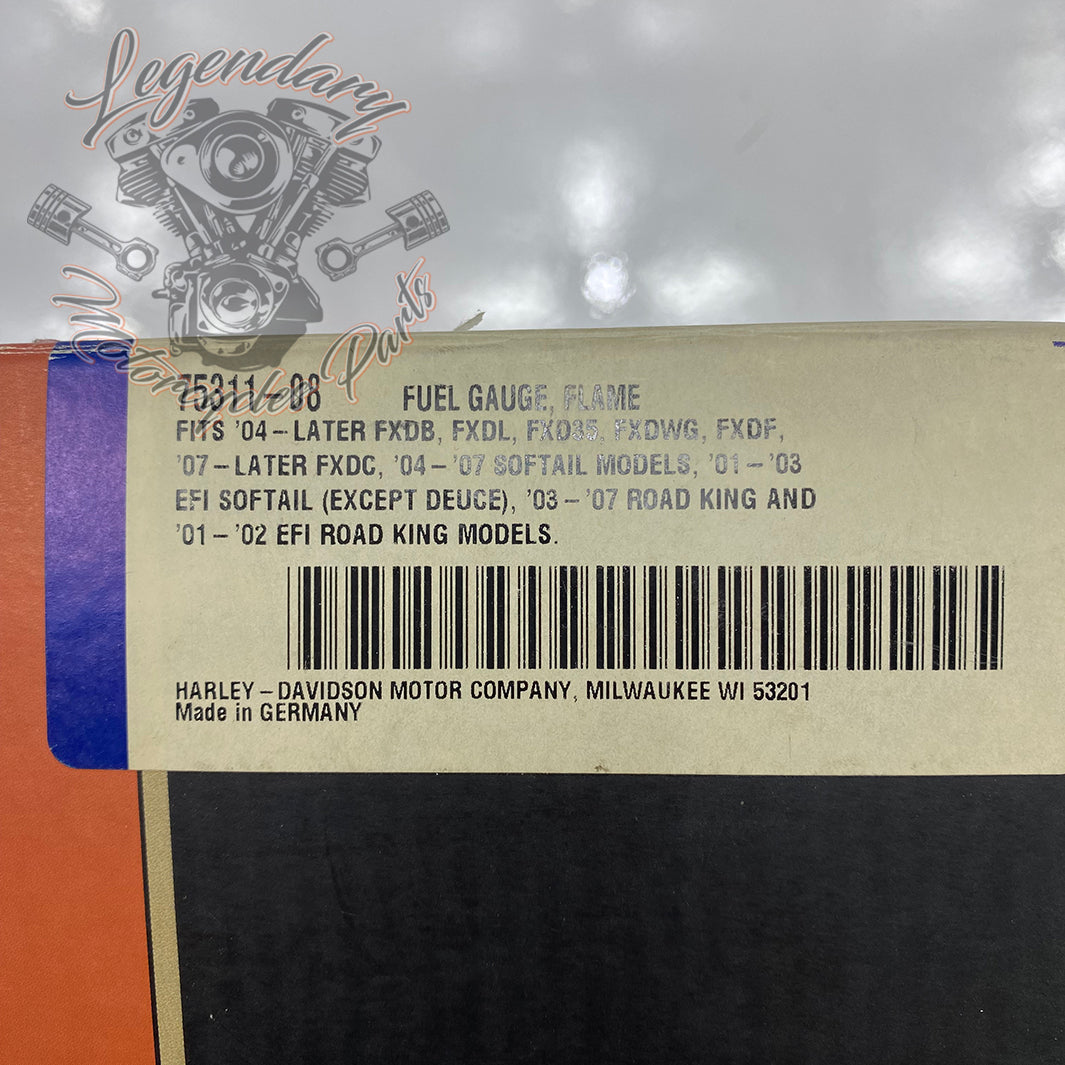 Legendary
Motorcycle Parts
75311-08 FUEL GAUGE, FLAME
FITS '04-LATER FXDB, FXDL, FXD35, FXDWG, FXDF,
'07-LATER FXDC, '04-'07 SOFTAIL MODELS, '01-'03
EFI SOFTAIL (EXCEPT DEUCE), '03-'07 ROAD KING AND
'01-'02 EFI ROAD KING MODELS.
HARLEY-DAVIDSON MOTOR COMPANY, MILWAUKEE WI 53201
Made in GERMANY